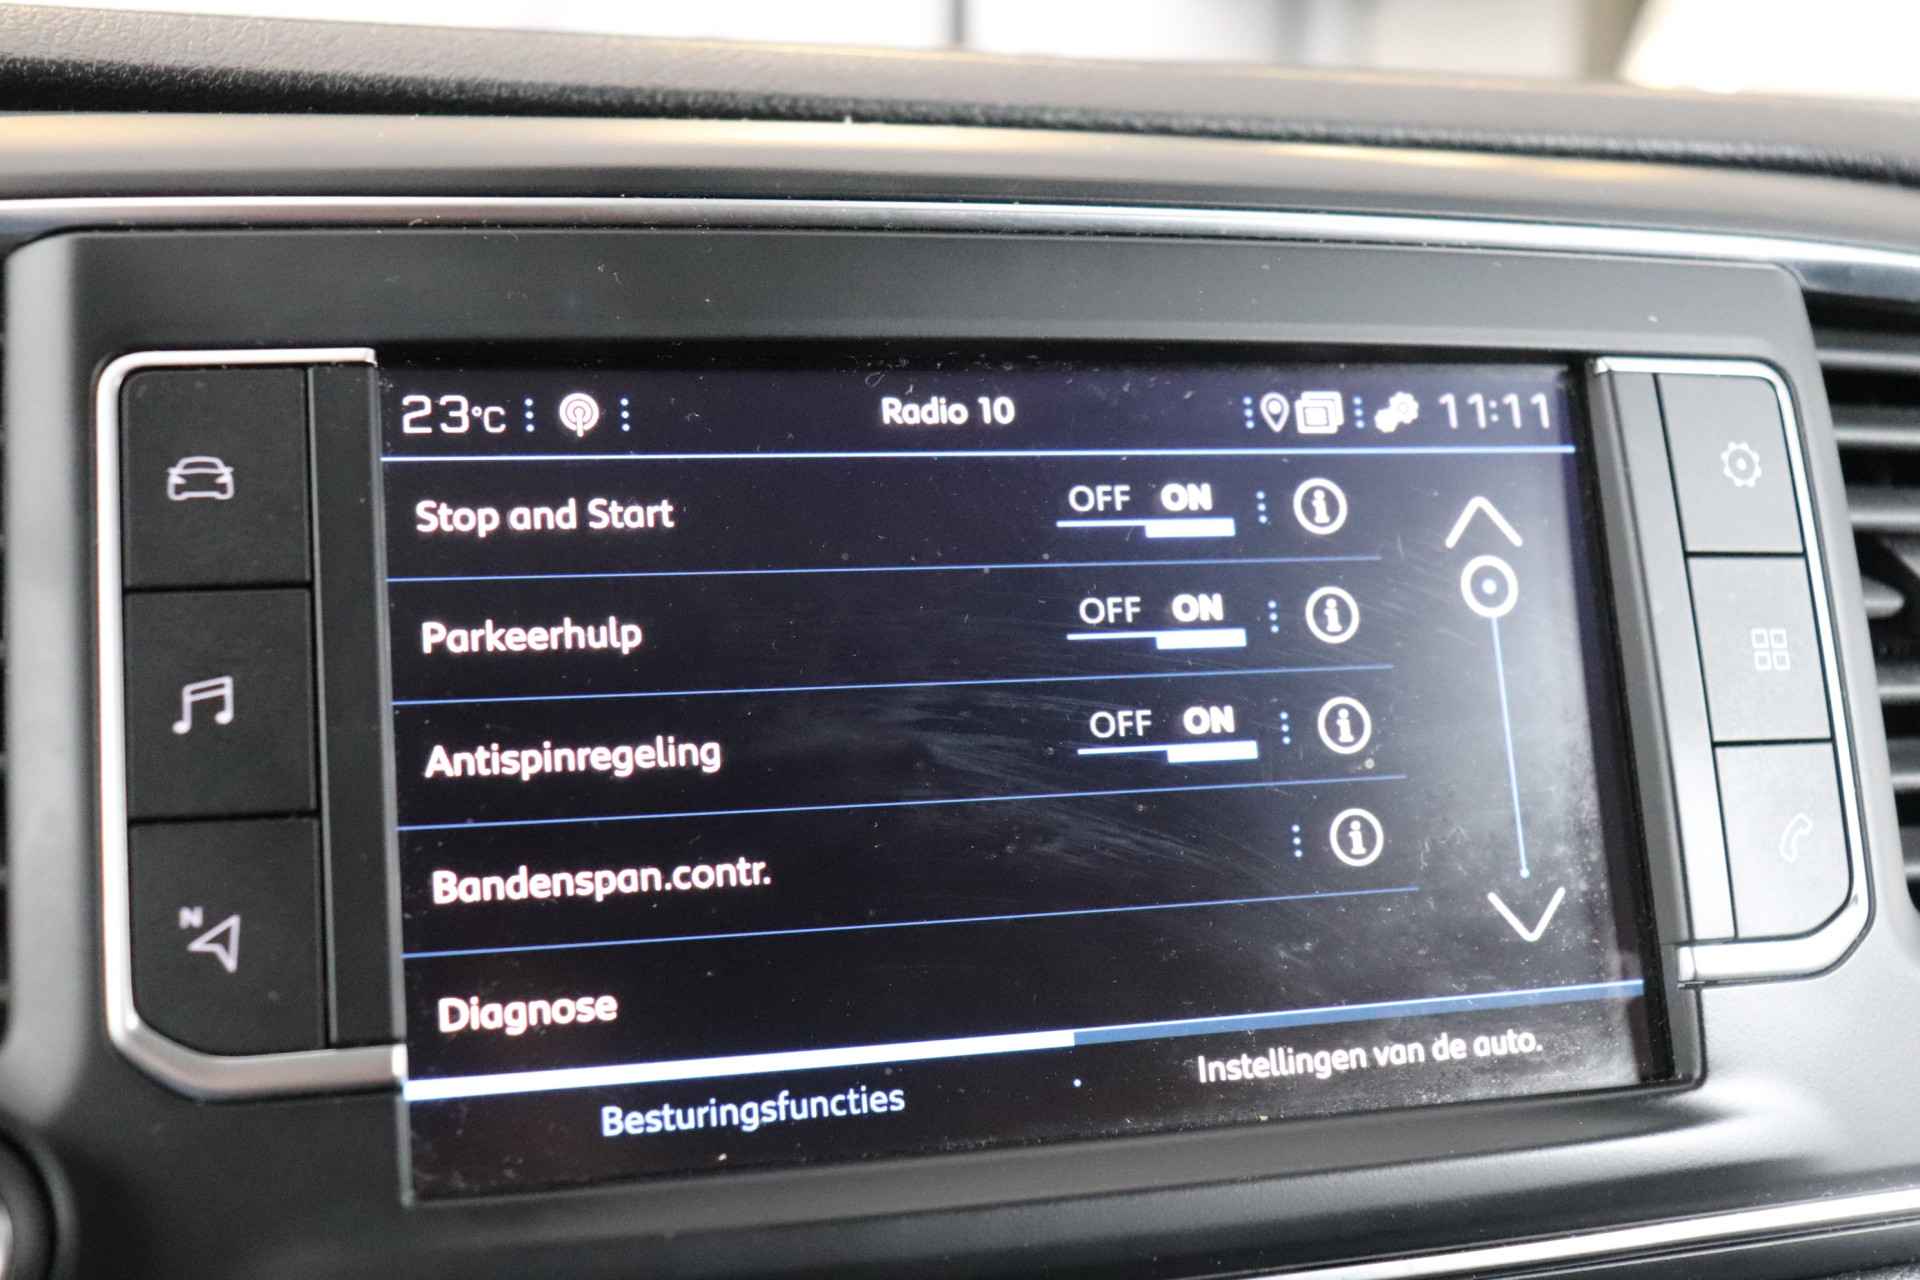 23°C Radio 10 11:11
Stop and Start OFF ON
Parkeerhulp OFF ON
Antispinregeling OFF ON
Bandenspan.contr.
Diagnose
Besturingsfuncties Instellingen van de auto.
N